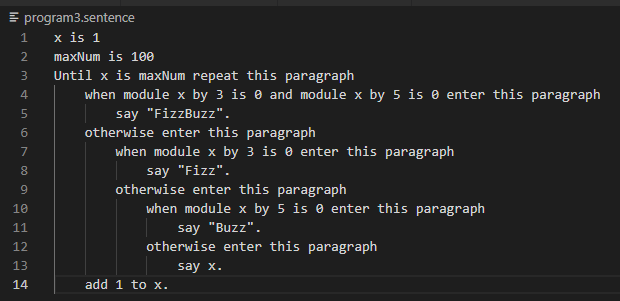 program3.sentence
1 x is 1
2 maxNum is 100
3 Until x is maxNum repeat this paragraph
4 when module x by 3 is 0 and module x by 5 is 0 enter this paragraph
5 say "FizzBuzz".
6 otherwise enter this paragraph
7 when module x by 3 is 0 enter this paragraph
8 say "Fizz".
9 otherwise enter this paragraph
10 when module x by 5 is 0 enter this paragraph
11 say "Buzz".
12 otherwise enter this paragraph
13 say x.
14 add 1 to x.